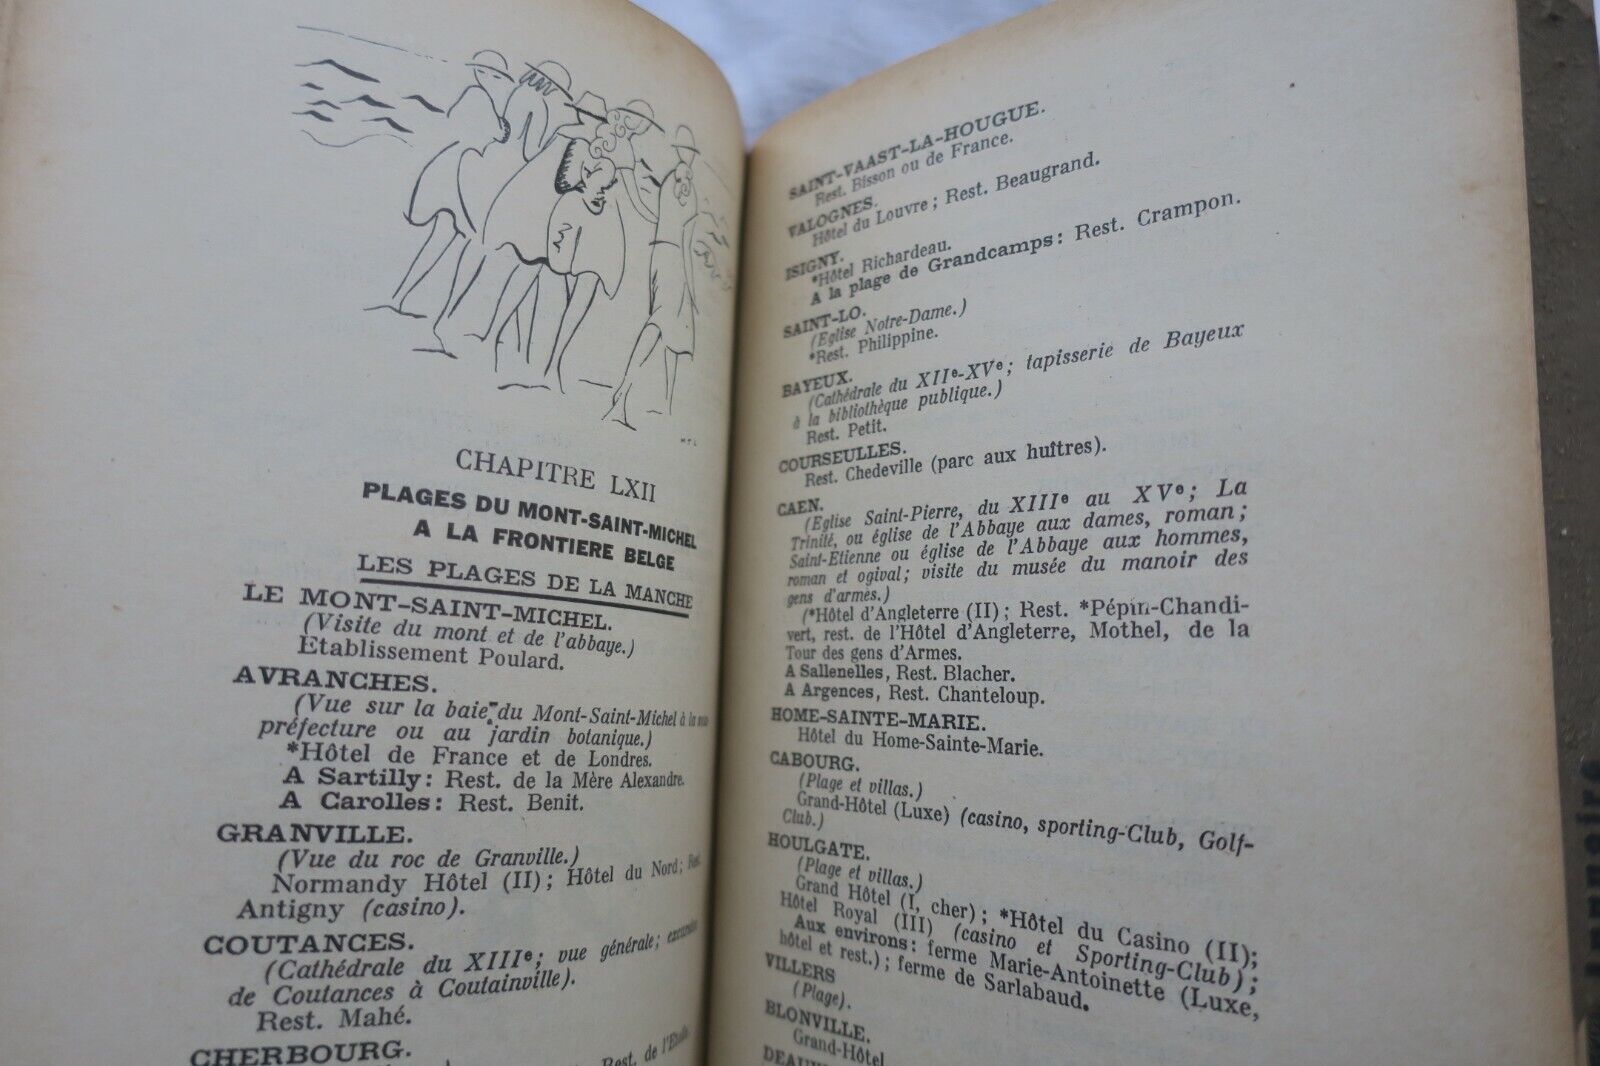 M T L
CHAPITRE LXII
PLAGES DU MONT-SAINT-MICHEL
A LA FRONTIERE BELGE
LES PLAGES DE LA MANCHE
LE MONT-SAINT-MICHEL.
(Visite du mont et de l'abbaye.)
Etablissement Poulard.
AVRANCHES.
(Vue sur la baie du Mont-Saint-Michel à la
préfecture ou au jardin botanique.)
*Hôtel de France et de Londres.
A Sartilly: Rest. de la Mère Alexandre.
A Carolles: Rest. Benit.
GRANVILLE.
(Vue du roc de Granville.)
Normandy Hôtel (II); Hôtel du Nord; Rest.
Antigny (casino).
COUTANCES.
(Cathédrale du XIIIe; vue générale; excursion
de Coutances à Coutainville).
Rest. Mahé.
CHERBOURG.
Rest. de l'Etoile
SAINT-VAAST-LA-HOUGUE.
Rest. Bisson ou de France.
VALOGNES.
Hôtel du Louvre; Rest. Beaugrand.
ISIGNY.
*Hôtel Richardeau.
A la plage de Grandcamps: Rest. Crampon.
SAINT-LO.
(Eglise Notre-Dame.)
*Rest. Philippine.
BAYEUX.
(Cathédrale du XIIe-XVe; tapisserie de Bayeux
à la bibliothèque publique.)
Rest. Petit.
COURSEULLES.
Rest. Chedeville (parc aux huîtres).
CAEN.
(Eglise Saint-Pierre, du XIIIe au XVe; La
Trinité, ou église de l'Abbaye aux dames, roman;
Saint-Etienne ou église de l'Abbaye aux hommes,
roman et ogival; visite du musée du manoir des
gens d'armes.)
(*Hôtel d'Angleterre (II); Rest. *Pépin-Chandi-
vert, rest. de l'Hôtel d'Angleterre, Mothel, de la
Tour des gens d'Armes.
A Sallenelles, Rest. Blacher.
A Argences, Rest. Chanteloup.
HOME-SAINTE-MARIE.
Hôtel du Home-Sainte-Marie.
CABOURG.
(Plage et villas.)
Grand-Hôtel (Luxe) (casino, sporting-Club, Golf-
Club.)
HOULGATE.
(Plage et villas.)
Grand Hôtel (I, cher); *Hôtel du Casino (II);
Hôtel Royal (III) (casino et Sporting-Club);
Aux environs: ferme Marie-Antoinette (Luxe,
hôtel et rest.); ferme de Sarlabaud.
VILLERS
(Plage).
BLONVILLE.
Grand-Hôtel